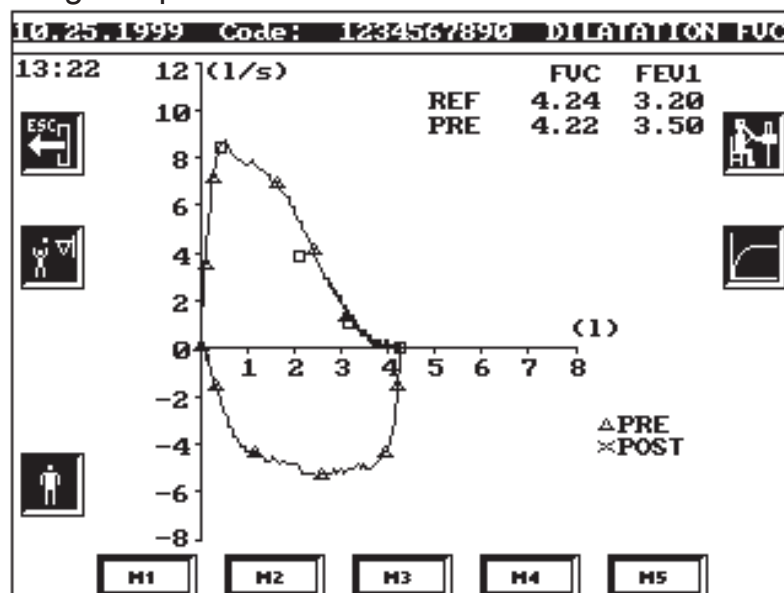 10.25.1999 Code: 1234567890 DILATATION FVC
13:22
12 (l/s)
FVC FEV1
REF 4.24 3.20
PRE 4.22 3.50
ESC
10
8
6
4
2
0
(l)
1 2 3 4 5 6 7 8
-2
-4
-6
-8
PRE
POST
M1 M2 M3 M4 M5